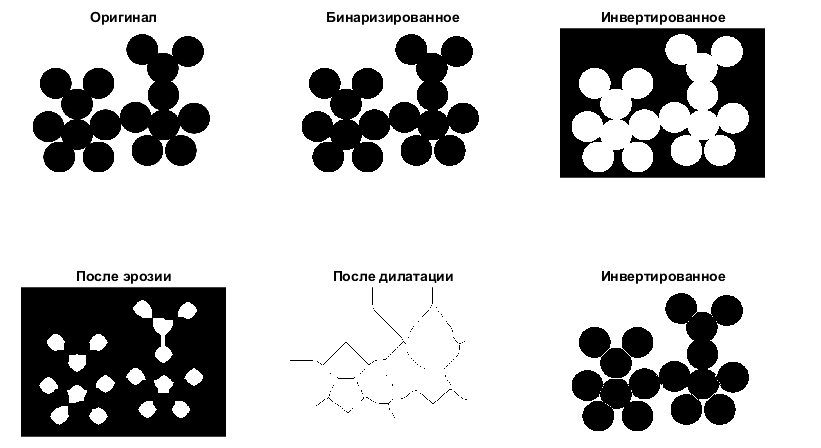 Оригинал
Бинаризированное
Инвертированное
После эрозии
После дилатации
Инвертированное